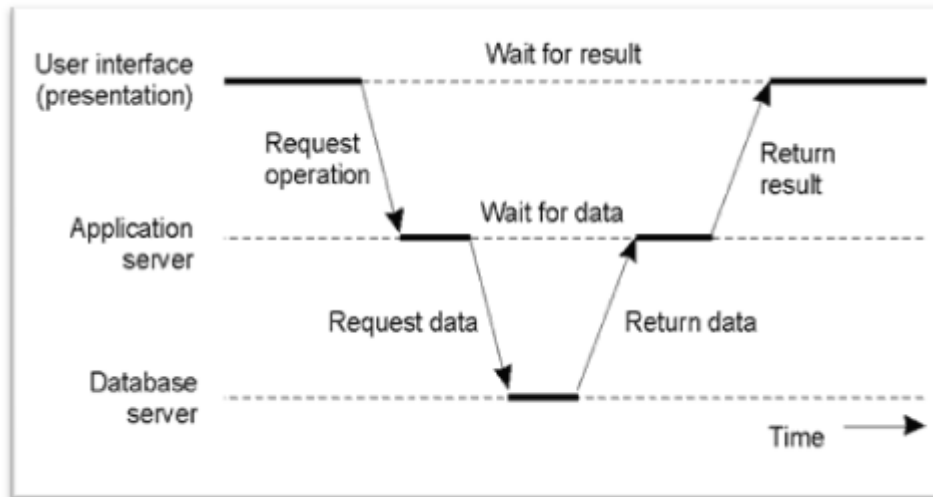 User interface
(presentation)
Wait for result
Request
operation
Return
result
Application
server
Wait for data
Request data
Return data
Database
server
Time